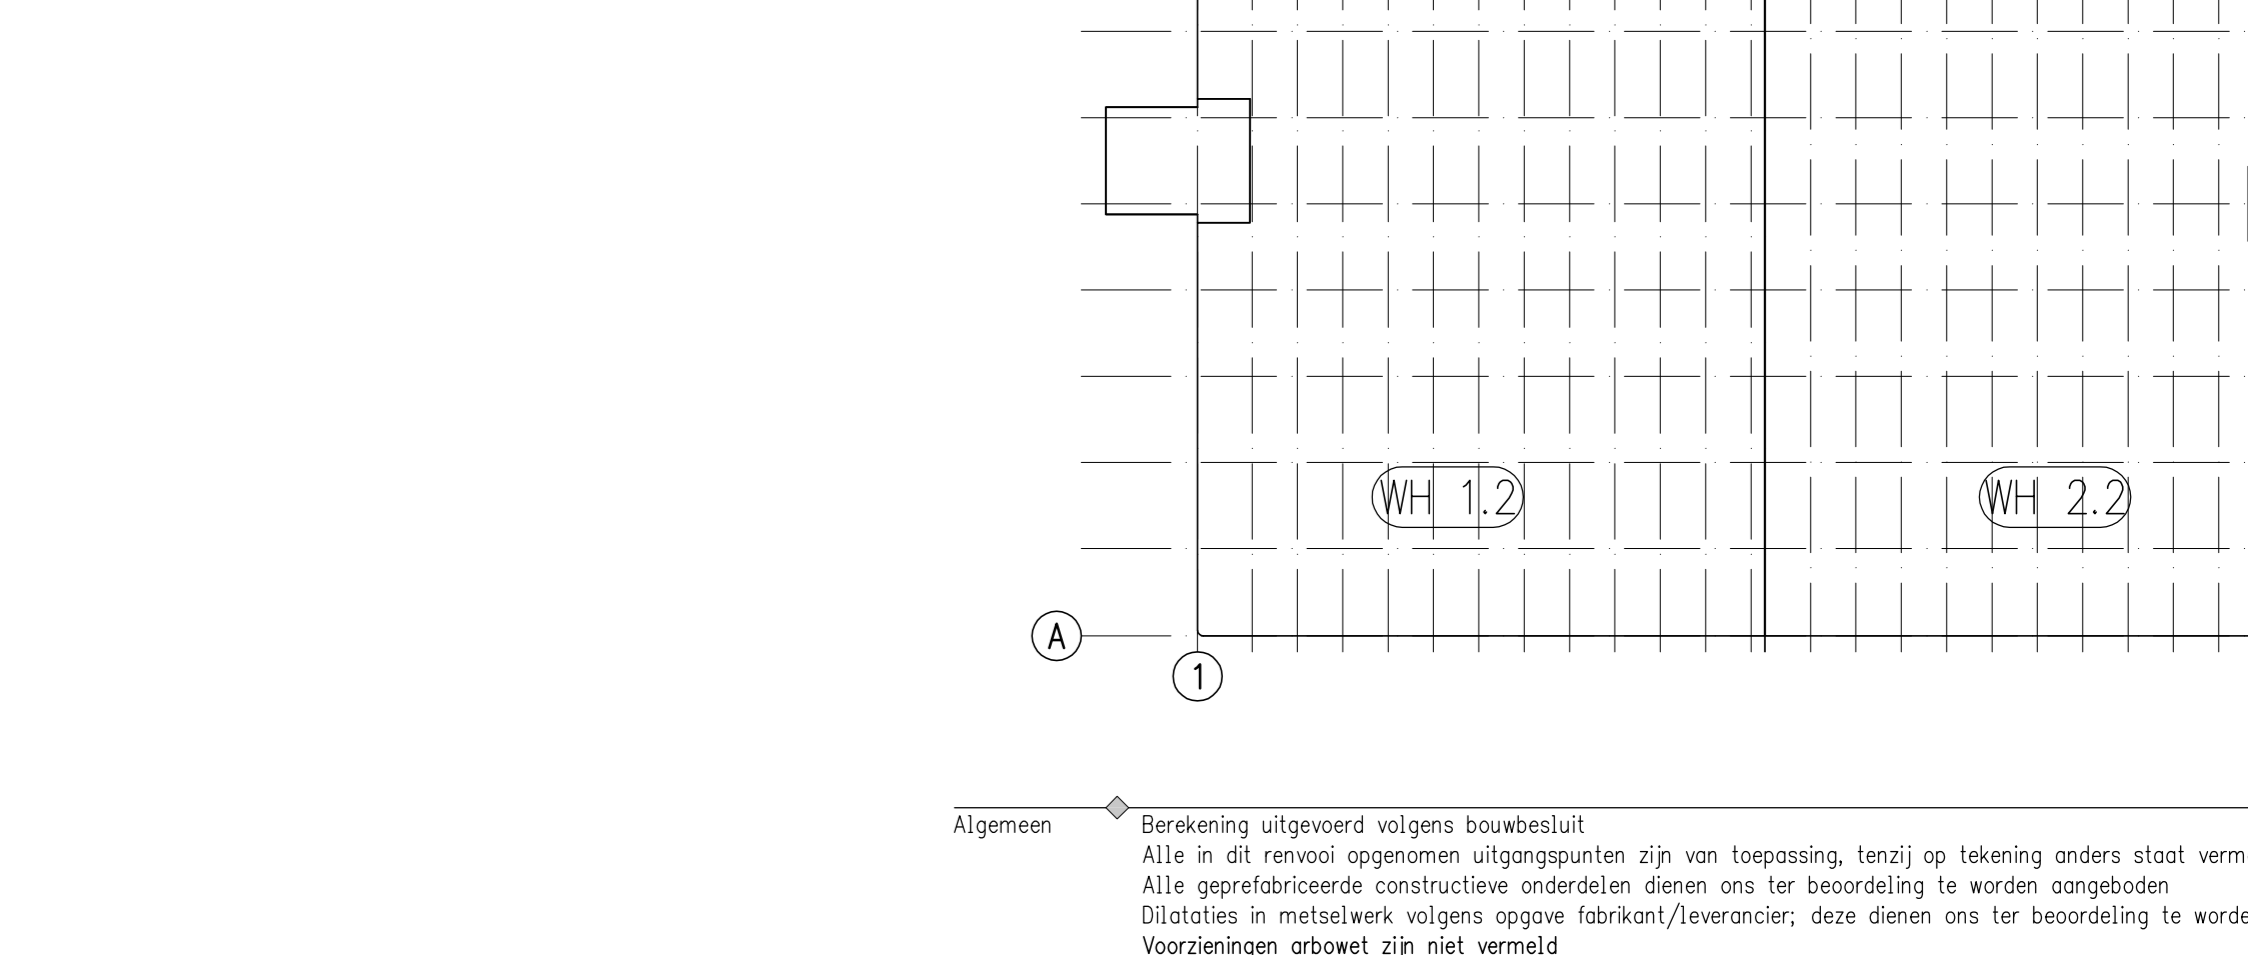 WH 1.2
WH 2.2
A
1
Algemeen
Berekening uitgevoerd volgens bouwbesluit
Alle in dit renvooi opgenomen uitgangspunten zijn van toepassing, tenzij op tekening anders staat
Alle geprefabriceerde constructieve onderdelen dienen ons ter beoordeling te worden aangeboden
Dilataties in metselwerk volgens opgave fabrikant/leverancier; deze dienen ons ter beoordeling te
Voorzieningen arbowet zijn niet vermeld